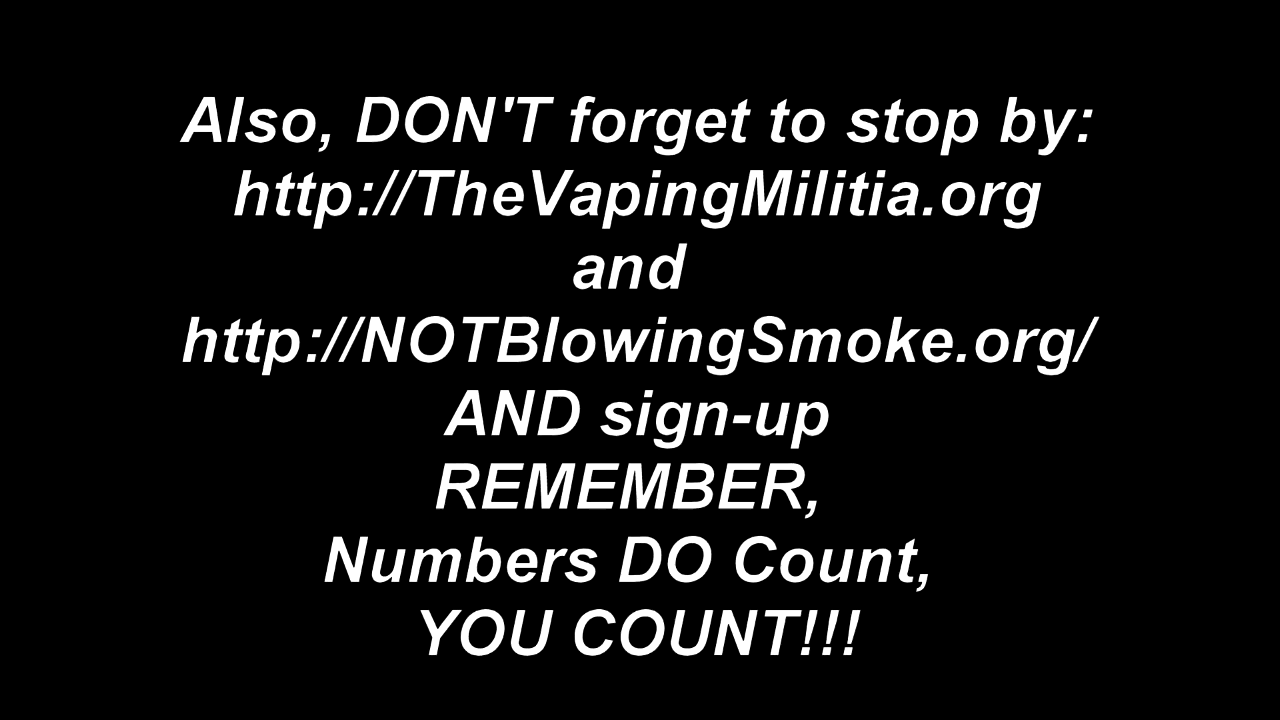 Also, DON'T forget to stop by:
http://TheVapingMilitia.org
and
http://NOTBlowingSmoke.org/
AND sign-up
REMEMBER,
Numbers DO Count,
YOU COUNT!!!